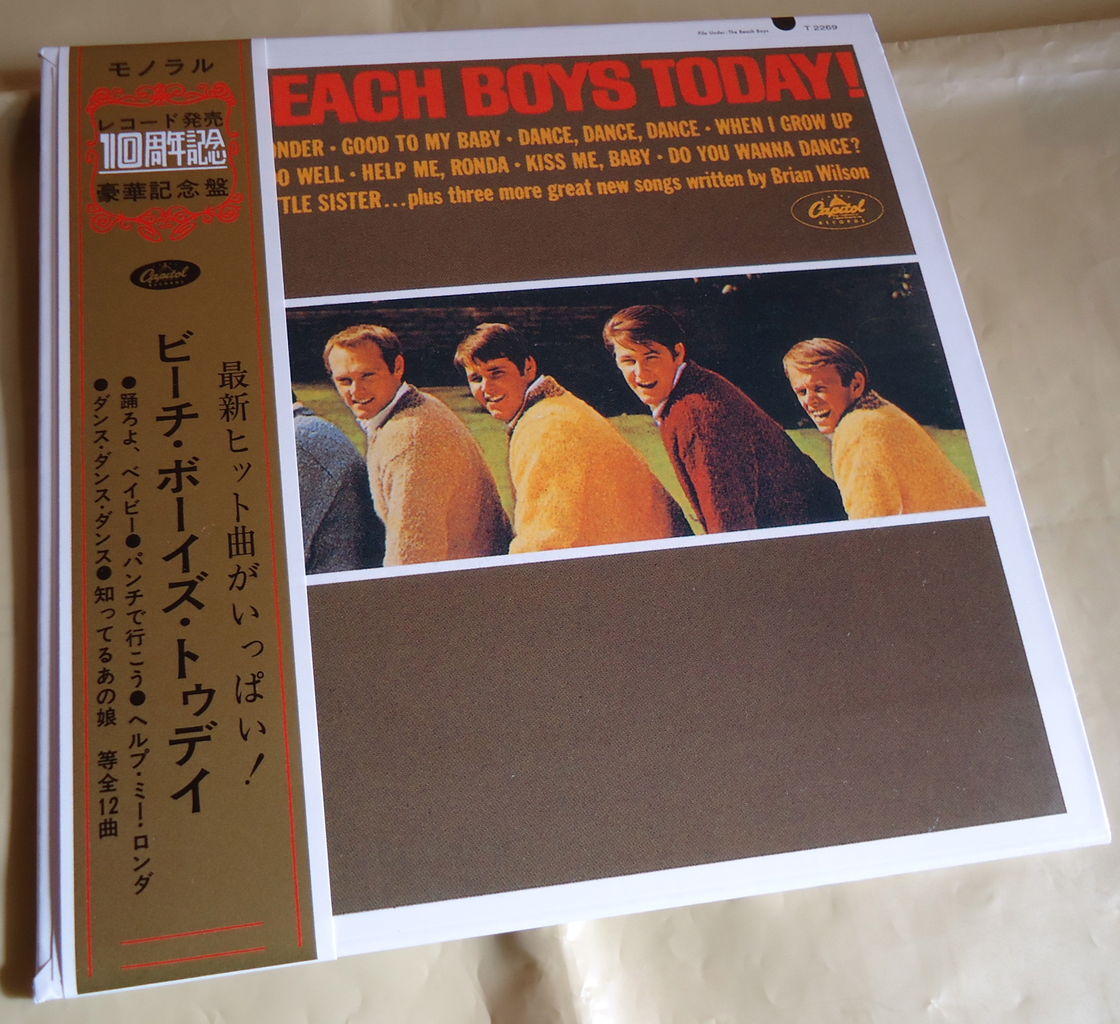 モノラル
レコード発売
10周年記念
豪華記念盤
Capitol
RECORDS
最新ヒット曲がいっぱい！
ビーチ・ボーイズ・トゥデイ
●踊ろよ、ベイビー●パンチで行こう●ヘルプ・ミー・ロンダ
●ダンス・ダンス・ダンス●知ってるあの娘 等全12曲
File Under: The Beach Boys
T 2269
EACH BOYS TODAY!
ONDER · GOOD TO MY BABY · DANCE, DANCE, DANCE · WHEN I GROW UP
O WELL · HELP ME, RONDA · KISS ME, BABY · DO YOU WANNA DANCE?
TLE SISTER...plus three more great new songs written by Brian Wilson
Capitol
RECORDS